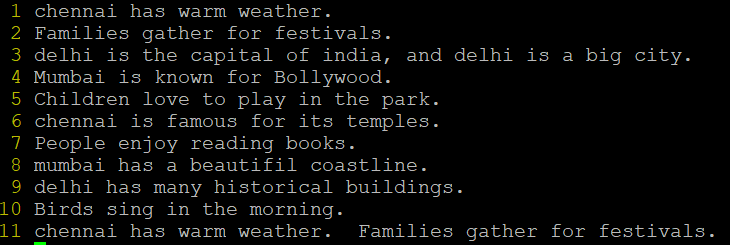 1 chennai has warm weather.
2 Families gather for festivals.
3 delhi is the capital of india, and delhi is a big city.
4 Mumbai is known for Bollywood.
5 Children love to play in the park.
6 chennai is famous for its temples.
7 People enjoy reading books.
8 mumbai has a beautifil coastline.
9 delhi has many historical buildings.
10 Birds sing in the morning.
11 chennai has warm weather.  Families gather for festivals.